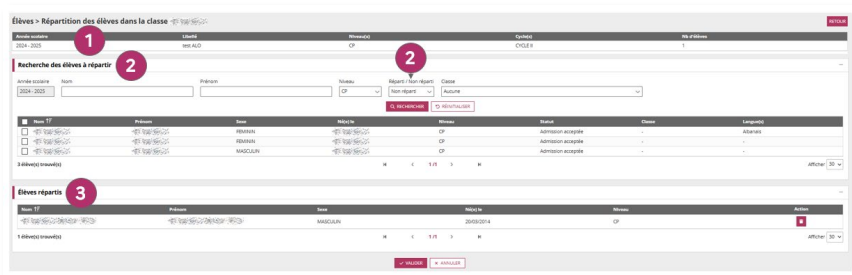 Élèves > Répartition des élèves dans la classe
RETOUR
Année scolaire Libellé Niveau(x) Cycle(s) Nb d'élèves
2024 - 2025 test ALO CP CYCLE II 1
1
Recherche des élèves à répartir
2
2
Année scolaire Nom Prénom Niveau Réparti / Non réparti Classe
2024 - 2025 CP Non réparti Aucune
RECHERCHER RÉINITIALISER
Nom Prénom Sexe Né(e) le Niveau Statut Classe Langue(s)
FEMININ CP Admission acceptée - Albanais
FEMININ CP Admission acceptée - -
MASCULIN CP Admission acceptée - -
3 élève(s) trouvé(s) 1 /1 Afficher 30
Élèves répartis
3
Nom Prénom Sexe Né(e) le Niveau Action
MASCULIN 20/03/2014 CP
1 élève(s) trouvé(s) 1 /1 Afficher 30
VALIDER ANNULER